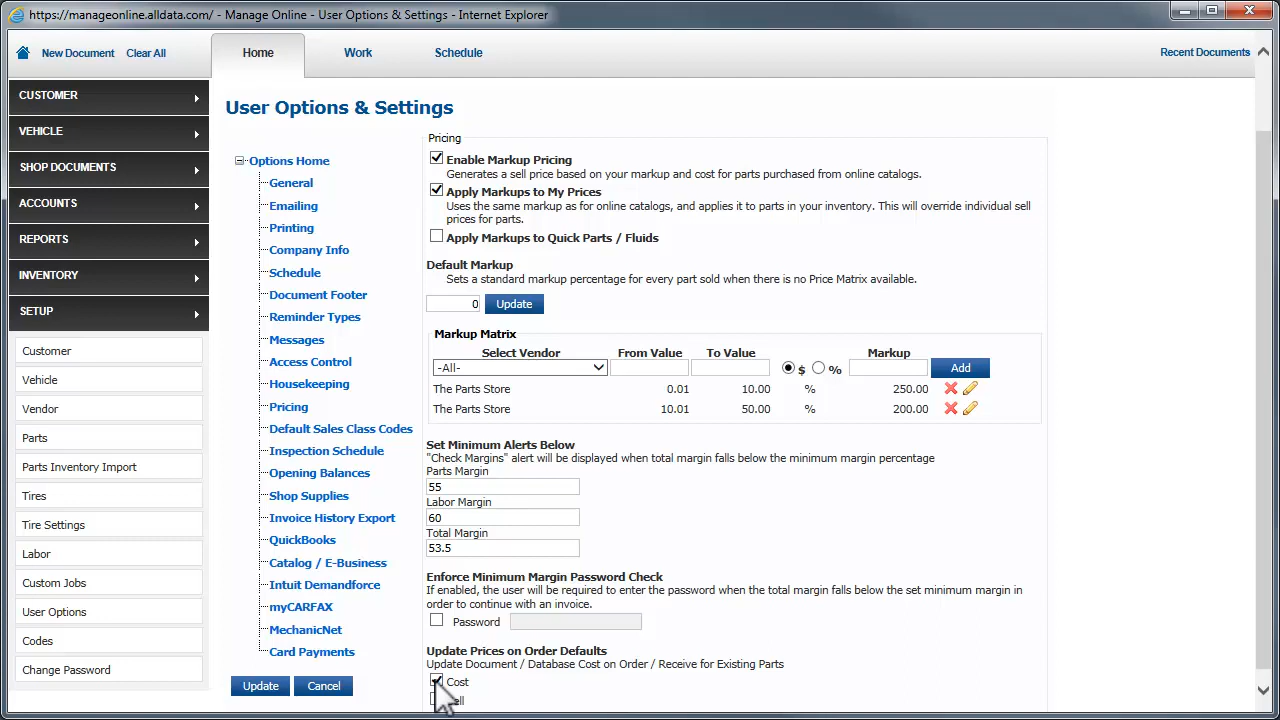 https://manageonline.alldata.com/ - Manage Online - User Options & Settings - Internet Explorer
New Document Clear All Home Work Schedule Recent Documents
CUSTOMER
VEHICLE
SHOP DOCUMENTS
ACCOUNTS
REPORTS
INVENTORY
SETUP
Customer
Vehicle
Vendor
Parts
Parts Inventory Import
Tires
Tire Settings
Labor
Custom Jobs
User Options
Codes
Change Password
User Options & Settings
Options Home
General
Emailing
Printing
Company Info
Schedule
Document Footer
Reminder Types
Messages
Access Control
Housekeeping
Pricing
Default Sales Class Codes
Inspection Schedule
Opening Balances
Shop Supplies
Invoice History Export
QuickBooks
Catalog / E-Business
Intuit Demandforce
myCARFAX
MechanicNet
Card Payments
Update Cancel
Pricing
Enable Markup Pricing
Generates a sell price based on your markup and cost for parts purchased from online catalogs.
Apply Markups to My Prices
Uses the same markup as for online catalogs, and applies it to parts in your inventory. This will override individual sell
prices for parts.
Apply Markups to Quick Parts / Fluids
Default Markup
Sets a standard markup percentage for every part sold when there is no Price Matrix available.
0 Update
Markup Matrix
Select Vendor From Value To Value Markup
-All- $ % Add
The Parts Store 0.01 10.00 % 250.00
The Parts Store 10.01 50.00 % 200.00
Set Minimum Alerts Below
"Check Margins" alert will be displayed when total margin falls below the minimum margin percentage
Parts Margin
55
Labor Margin
60
Total Margin
53.5
Enforce Minimum Margin Password Check
If enabled, the user will be required to enter the password when the total margin falls below the set minimum margin in
order to continue with an invoice.
Password
Update Prices on Order Defaults
Update Document / Database Cost on Order / Receive for Existing Parts
Cost